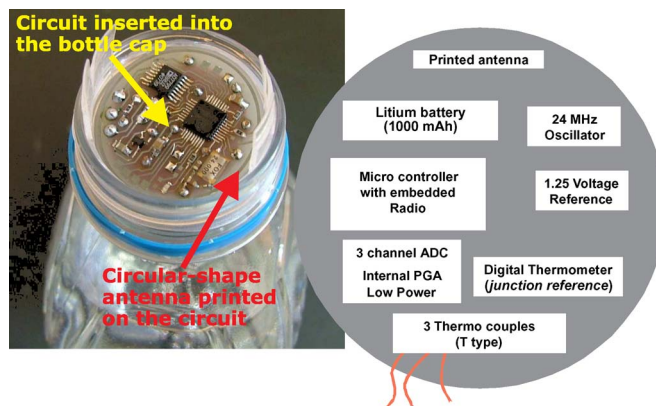 Circuit inserted into
the bottle cap
Circular-shape
antenna printed
on the circuit
Printed antenna
Litium battery
(1000 mAh)
24 MHz
Oscillator
Micro controller
with embedded
Radio
1.25 Voltage
Reference
3 channel ADC
Internal PGA
Low Power
Digital Thermometer
(junction reference)
3 Thermo couples
(T type)